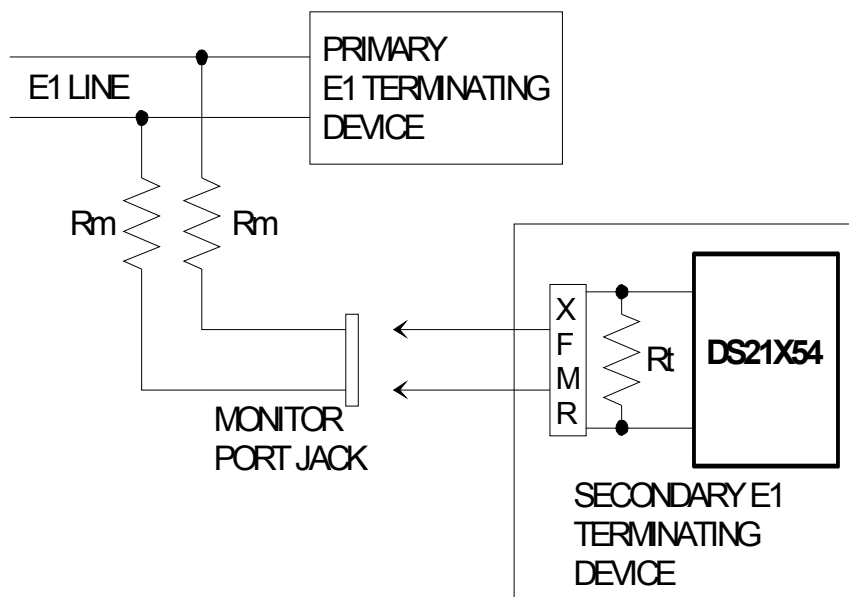 PRIMARY
E1 TERMINATING
DEVICE
E1 LINE
Rm
Rm
MONITOR
PORT JACK
X
F
M
R
Rt
DS21X54
SECONDARY E1
TERMINATING
DEVICE